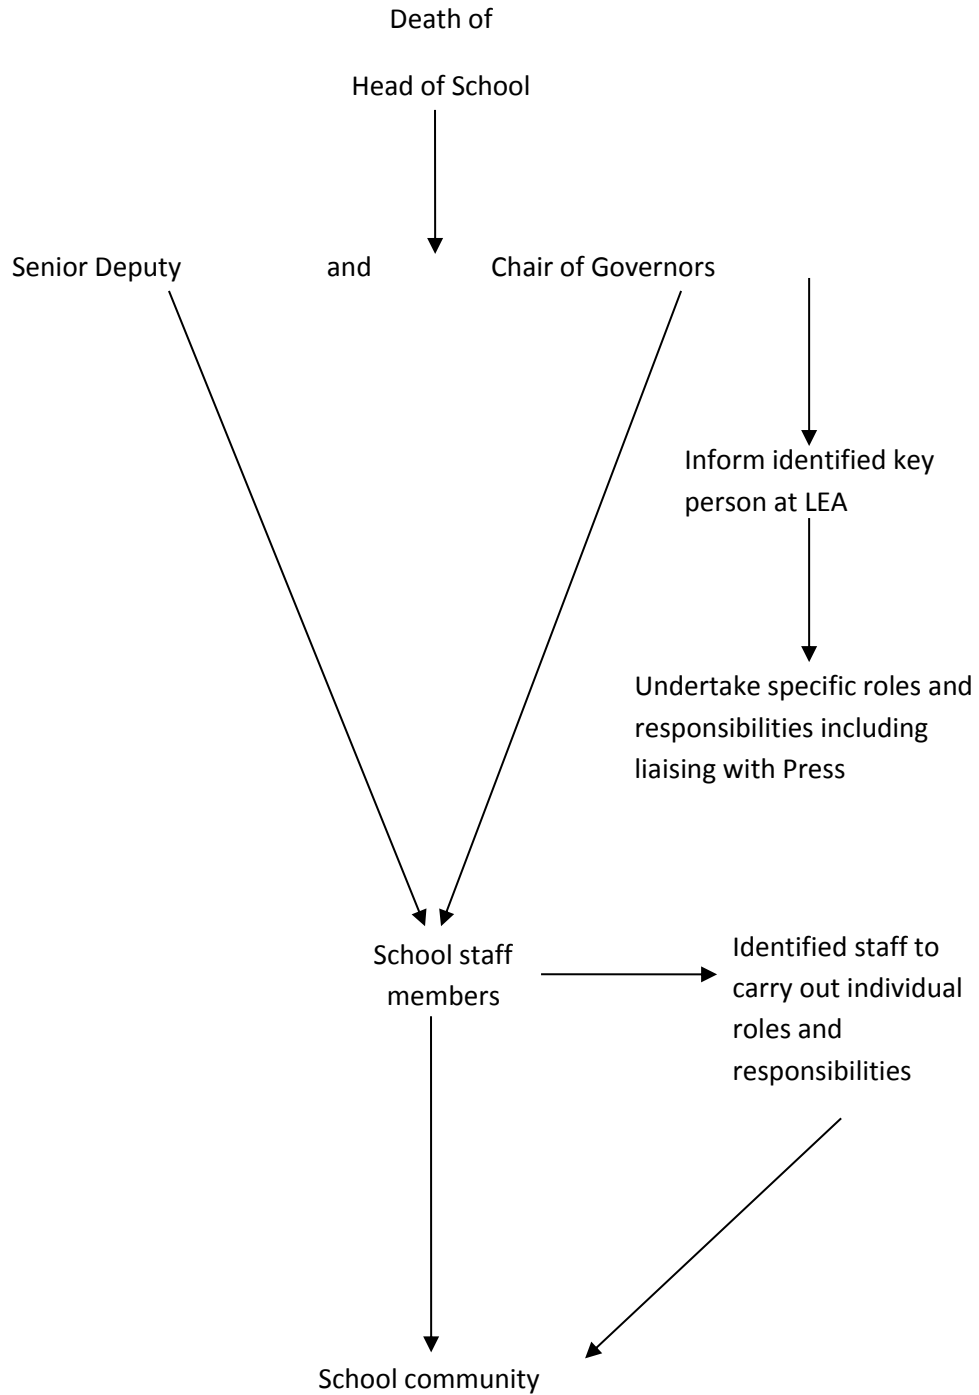 Death of
Head of School
Senior Deputy and Chair of Governors
Inform identified key
person at LEA
Undertake specific roles and
responsibilities including
liaising with Press
School staff
members
Identified staff to
carry out individual
roles and
responsibilities
School community